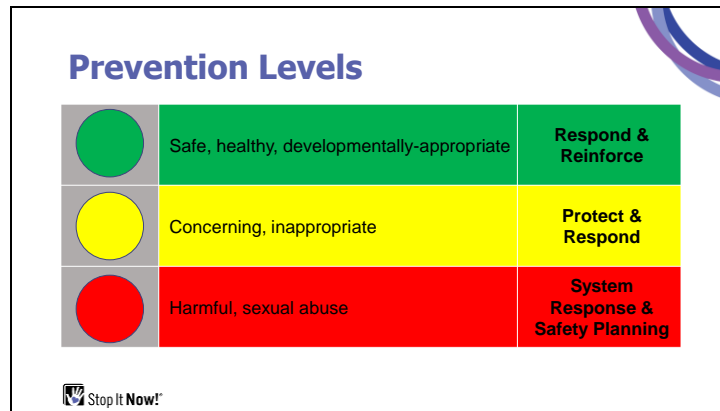 Prevention Levels
Safe, healthy, developmentally-appropriate
Respond &
Reinforce
Concerning, inappropriate
Protect &
Respond
Harmful, sexual abuse
System
Response &
Safety Planning
Stop It Now!®